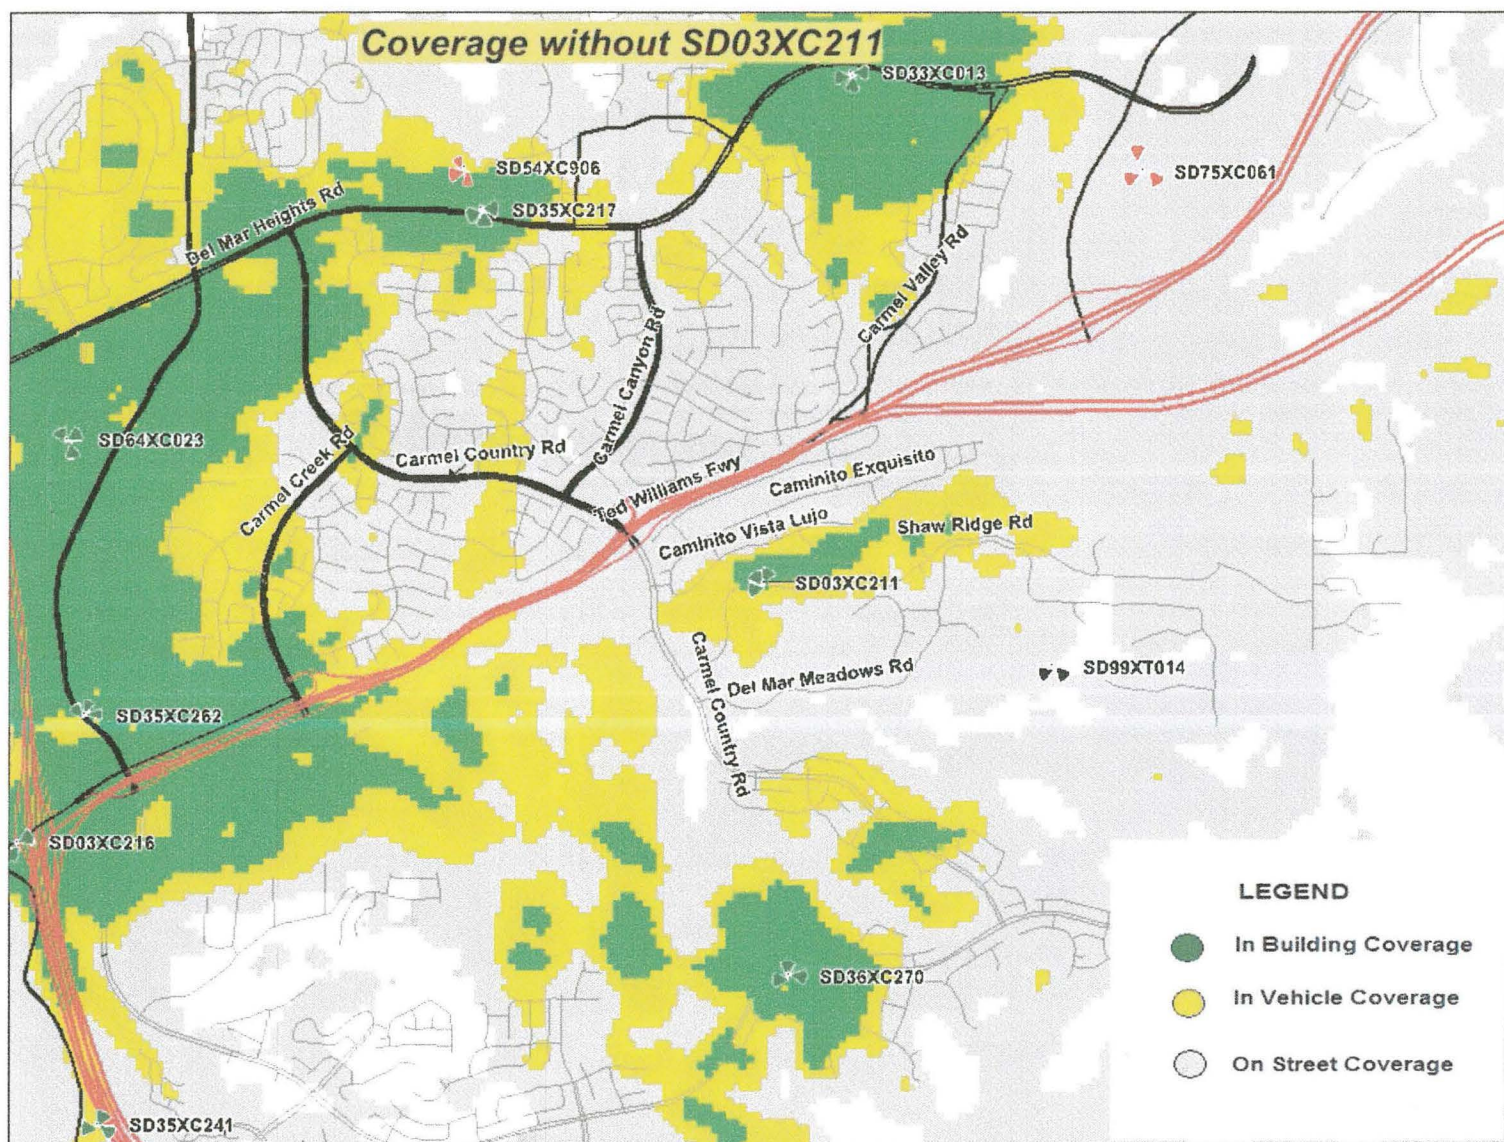 Coverage without SD03XC211
SD33XC013
SD54XC906
SD75XC061
Del Mar Heights Rd
SD35XC217
Carmel Valley Rd
Carmel Canyon Rd
SD64XC023
Carmel Creek Rd
Carmel Country Rd
Ted Williams Fwy
Caminito Exquisito
Caminito Vista Lujo
Shaw Ridge Rd
SD03XC211
Carmel Country Rd
Del Mar Meadows Rd
SD99XT014
SD35XC262
SD03XC216
SD36XC270
SD35XC241
LEGEND
In Building Coverage
In Vehicle Coverage
On Street Coverage